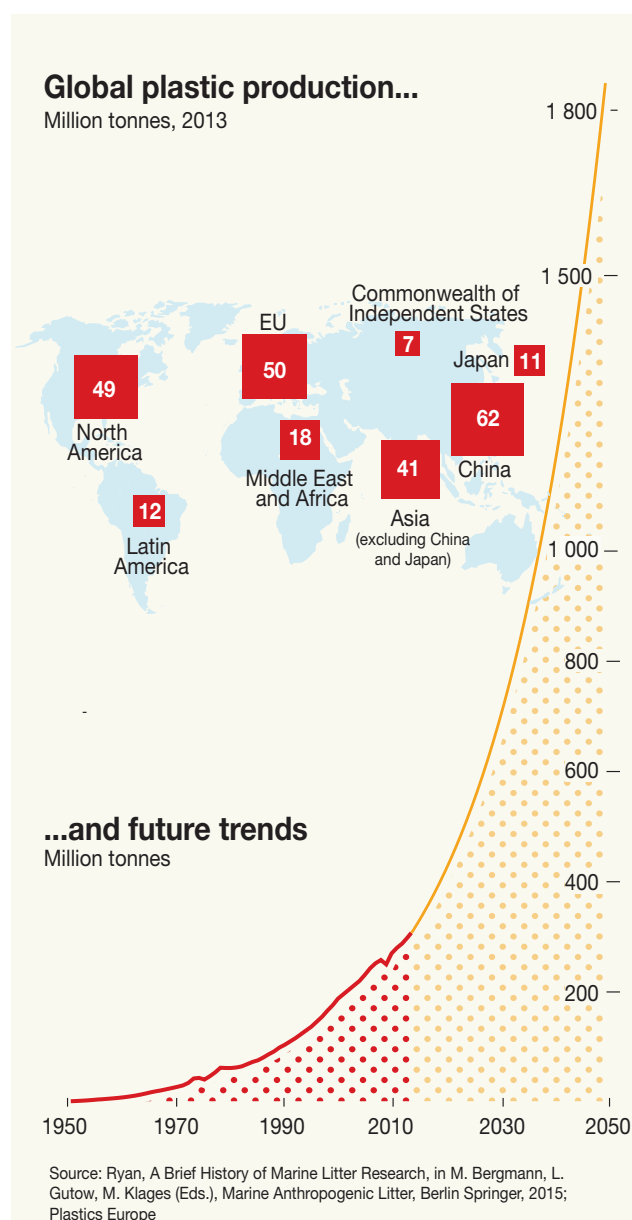 Global plastic production...
Million tonnes, 2013
1 800
1 500
Commonwealth of
Independent States
7
EU
50
Japan
11
49
North
America
62
China
18
Middle East
and Africa
41
Asia
(excluding China
and Japan)
12
Latin
America
1 000
800
-
600
...and future trends
Million tonnes
400
200
1950
1970
1990
2010
2030
2050
Source: Ryan, A Brief History of Marine Litter Research, in M. Bergmann, L.
Gutow, M. Klages (Eds.), Marine Anthropogenic Litter, Berlin Springer, 2015;
Plastics Europe